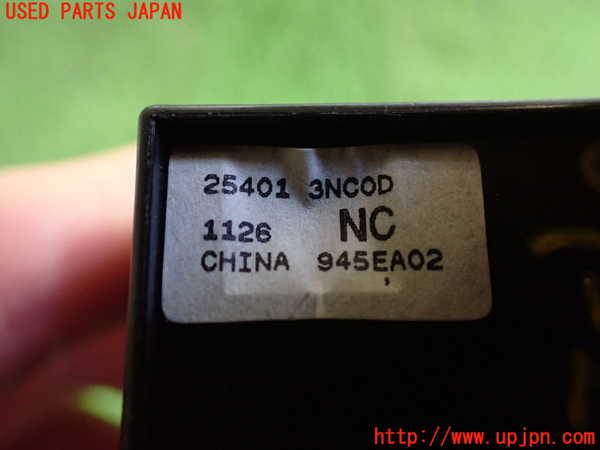 USED PARTS JAPAN
25401 3NC0D
1126 NC
CHINA 945EA02
http://www.upjpn.com/